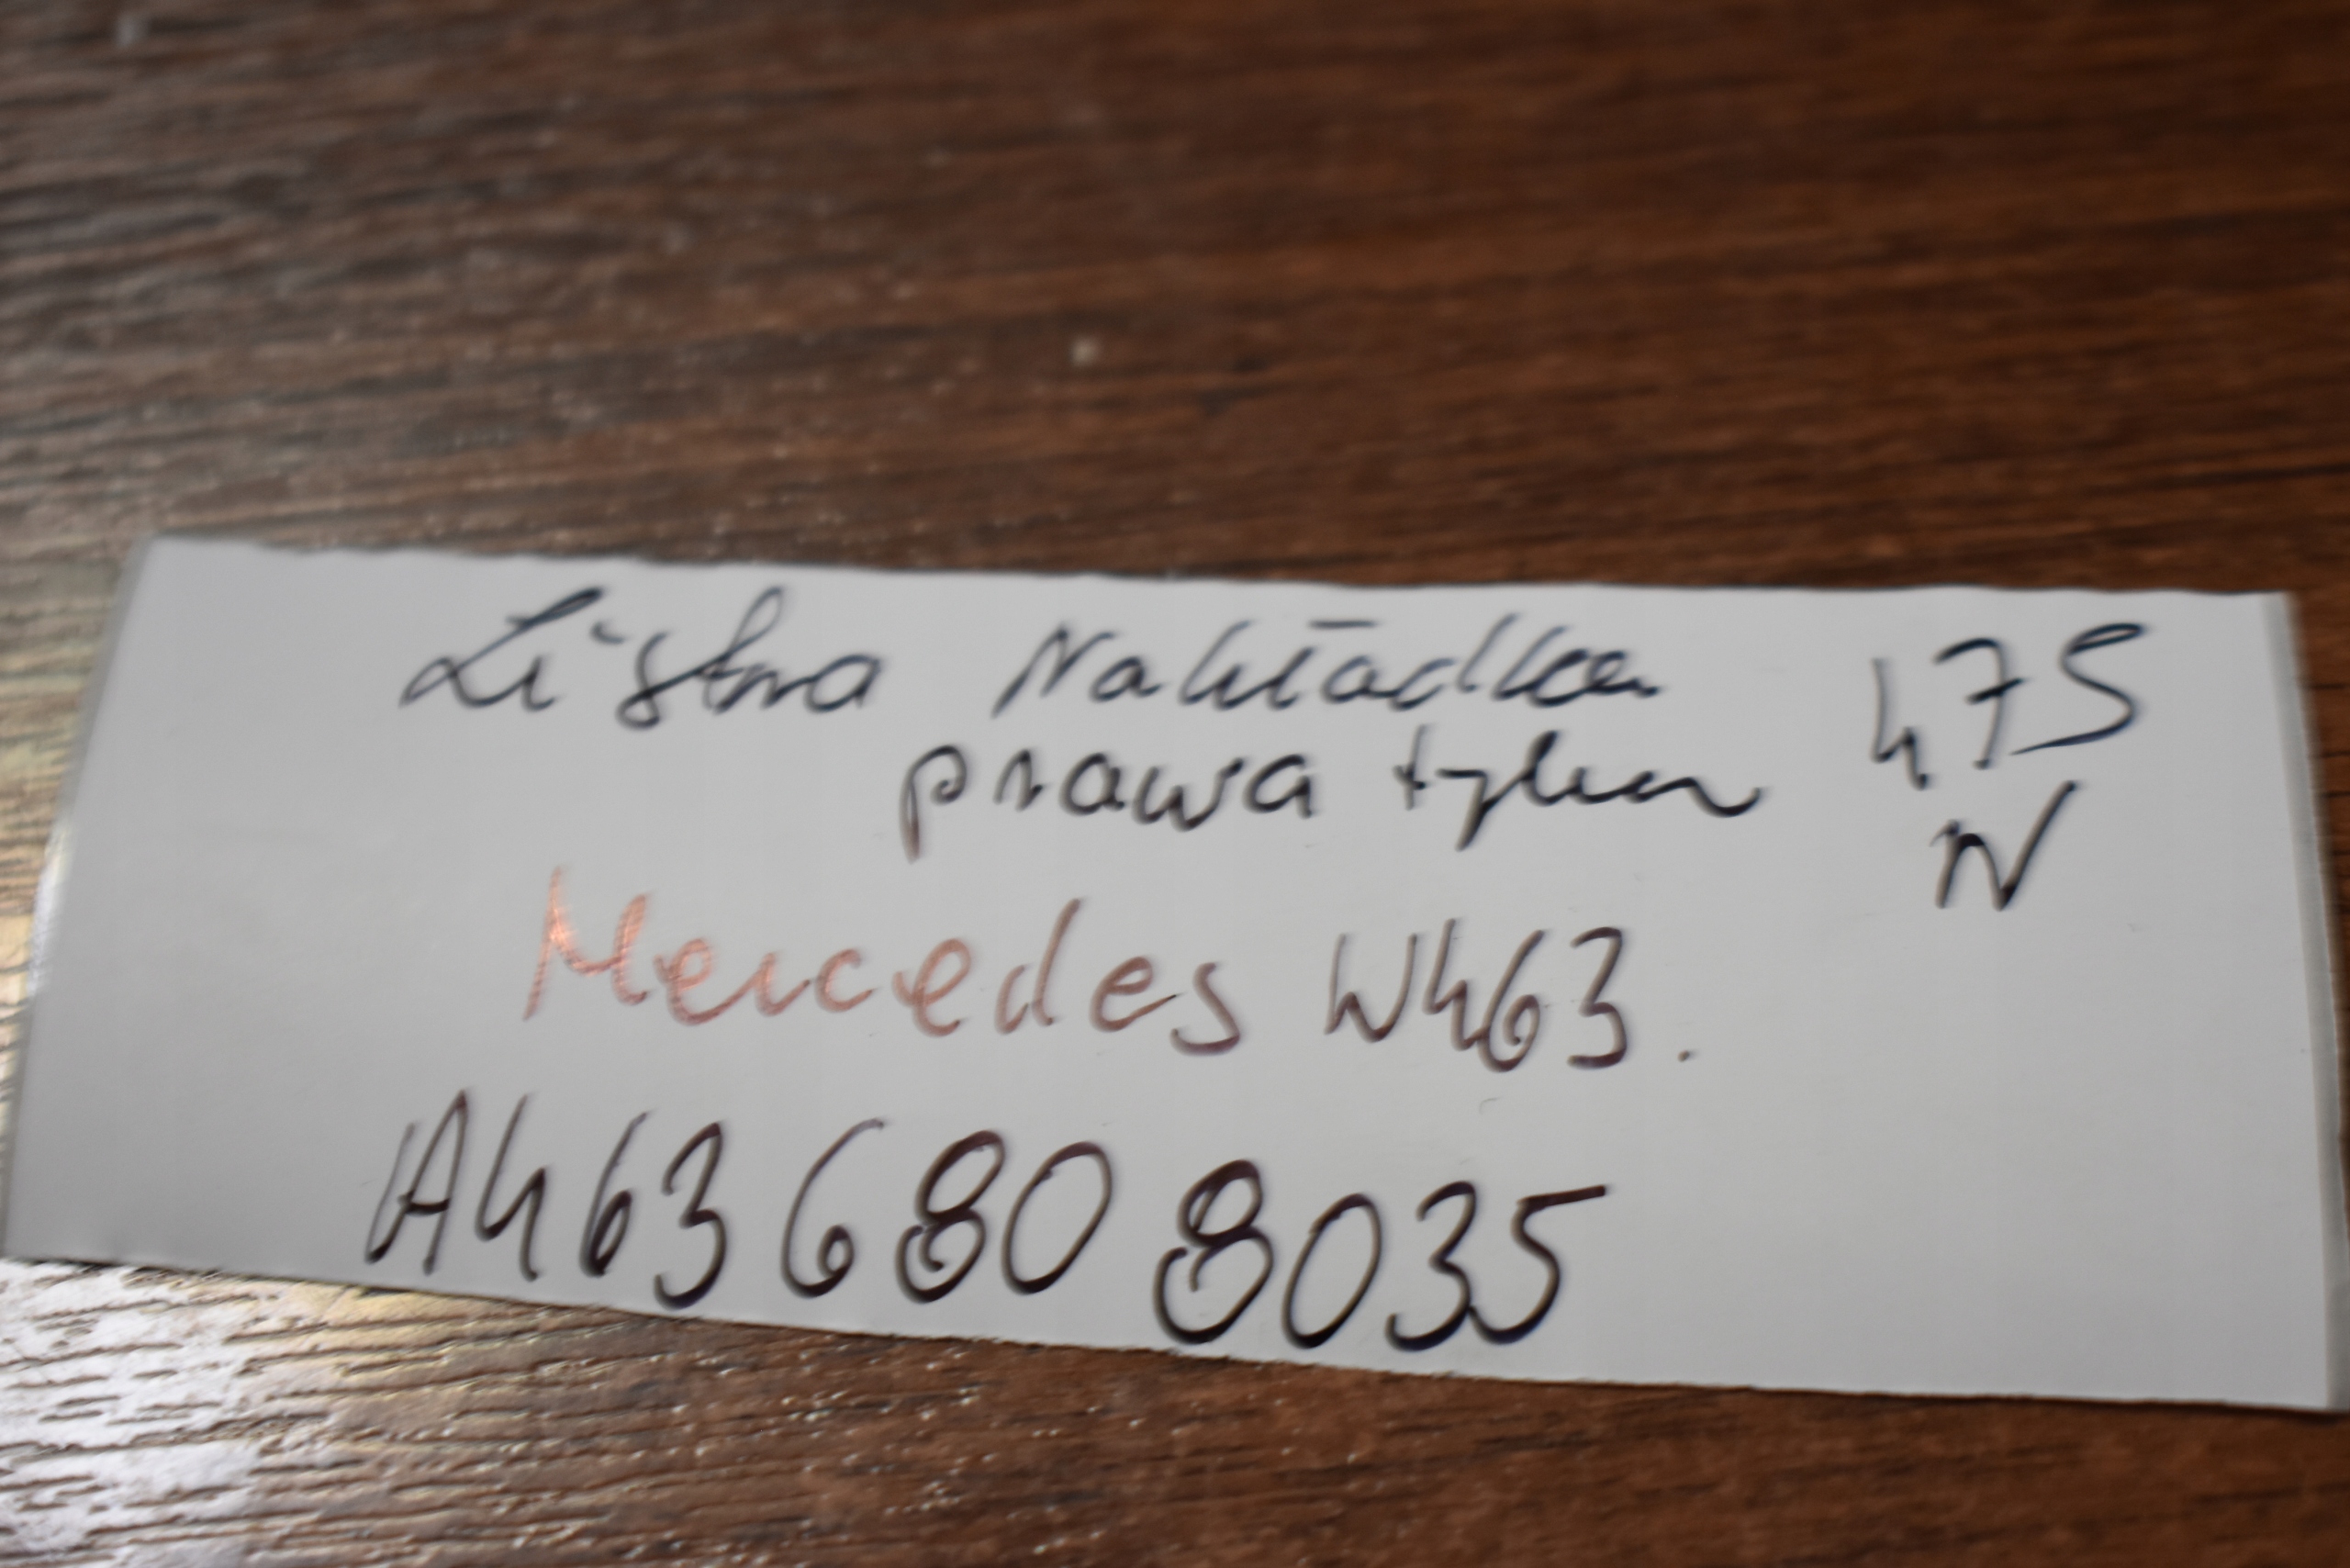 Listwa Nakładka 475
prawa tylna N
Mercedes W463.
A463 680 8035